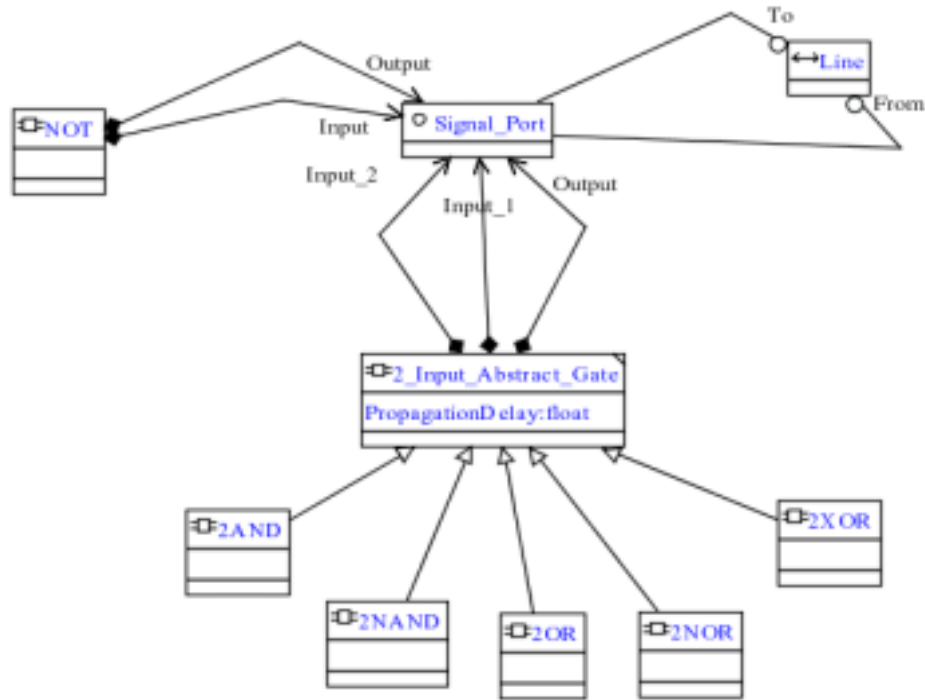 To
Line
Output
From
NOT
Input
Signal_Port
Input_2
Output
Input_1
2_Input_Abstract_Gate
PropagationDelay:float
2AND
2XOR
2NAND
2OR
2NOR